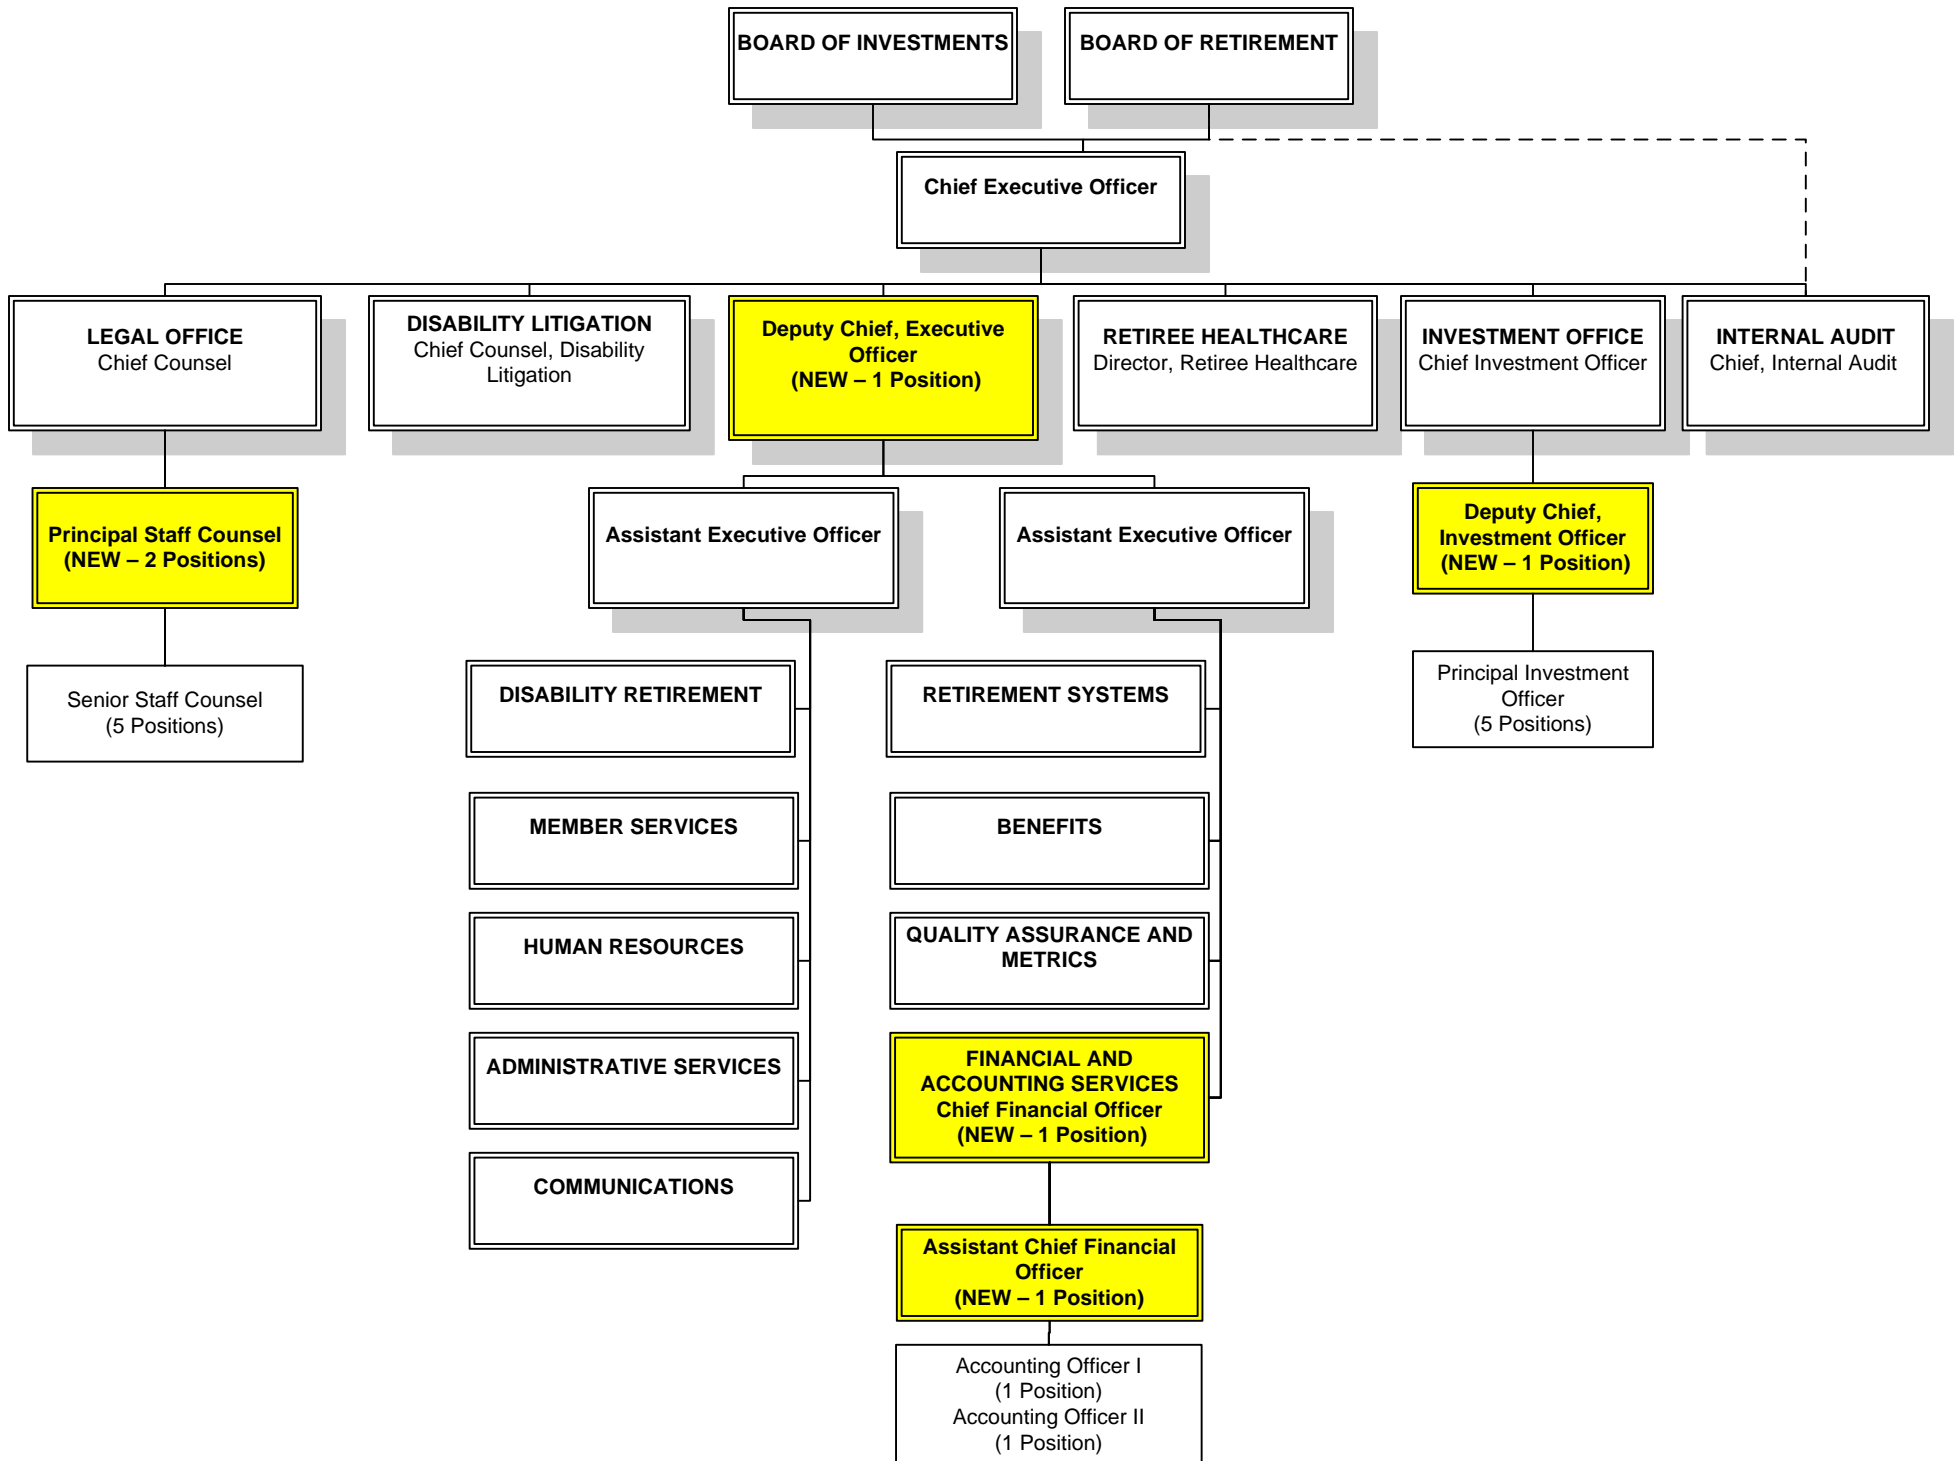 BOARD OF INVESTMENTS
BOARD OF RETIREMENT
Chief Executive Officer
LEGAL OFFICE
Chief Counsel
DISABILITY LITIGATION
Chief Counsel, Disability
Litigation
Deputy Chief, Executive
Officer
(NEW – 1 Position)
RETIREE HEALTHCARE
Director, Retiree Healthcare
INVESTMENT OFFICE
Chief Investment Officer
INTERNAL AUDIT
Chief, Internal Audit
Principal Staff Counsel
(NEW – 2 Positions)
Assistant Executive Officer
Assistant Executive Officer
Deputy Chief,
Investment Officer
(NEW – 1 Position)
Senior Staff Counsel
(5 Positions)
DISABILITY RETIREMENT
RETIREMENT SYSTEMS
Principal Investment
Officer
(5 Positions)
MEMBER SERVICES
BENEFITS
HUMAN RESOURCES
QUALITY ASSURANCE AND
METRICS
ADMINISTRATIVE SERVICES
FINANCIAL AND
ACCOUNTING SERVICES
Chief Financial Officer
(NEW – 1 Position)
COMMUNICATIONS
Assistant Chief Financial
Officer
(NEW – 1 Position)
Accounting Officer I
(1 Position)
Accounting Officer II
(1 Position)